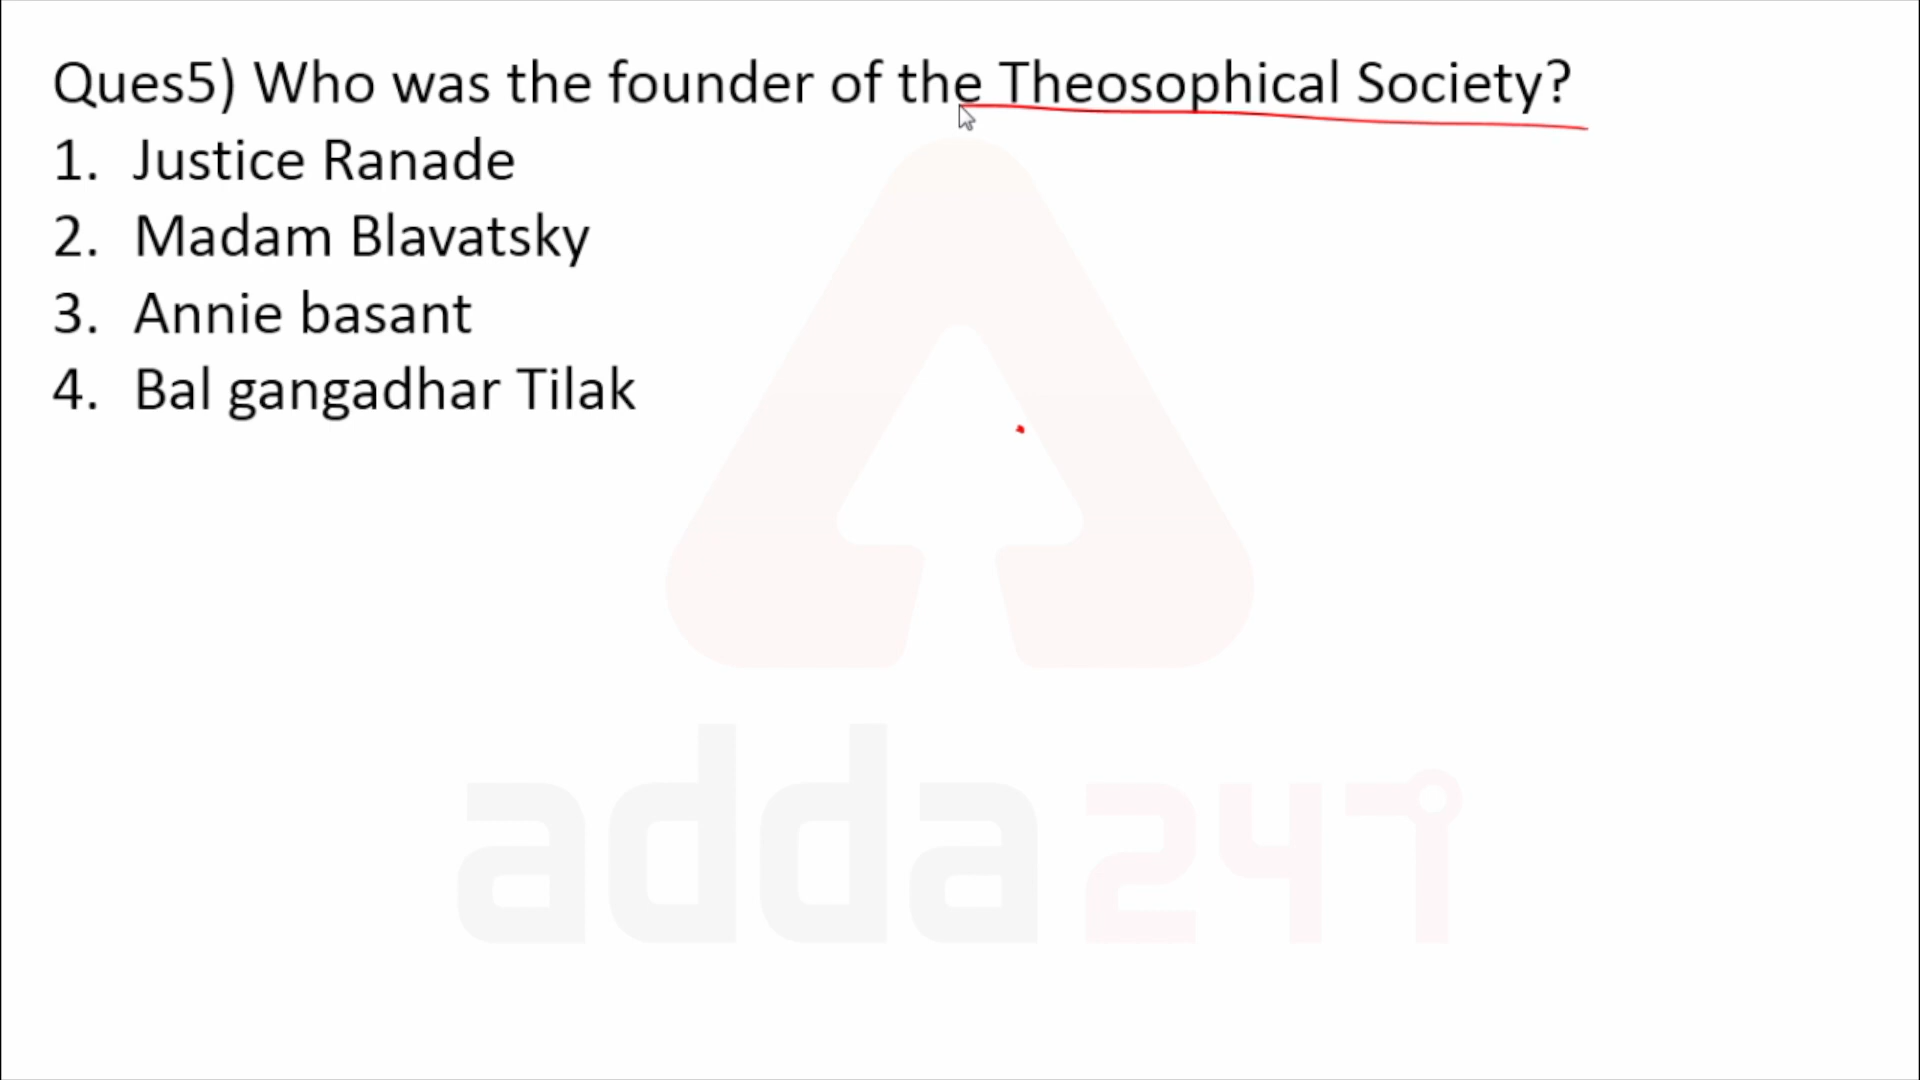 Ques5) Who was the founder of the Theosophical Society?
1. Justice Ranade
2. Madam Blavatsky
3. Annie basant
4. Bal gangadhar Tilak
adda247